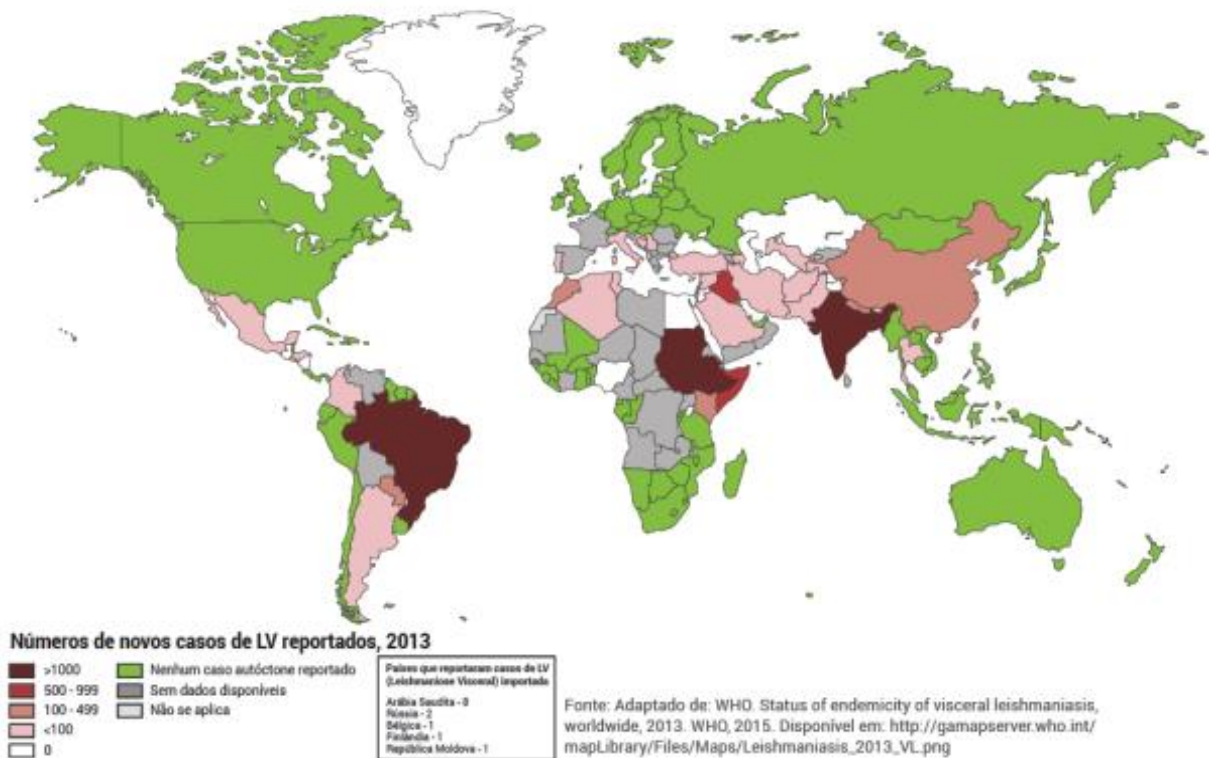 Números de novos casos de LV reportados, 2013
>1000
500 - 999
100 - 499
<100
0
Nenhum caso autóctone reportado
Sem dados disponíveis
Não se aplica
Países que reportaram casos de LV
(Leishmaniose Visceral) importada
Arábia Saudita - 8
Rússia - 2
Bélgica - 1
Finlândia - 1
República Moldova - 1
Fonte: Adaptado de: WHO. Status of endemicity of visceral leishmaniasis,
worldwide, 2013. WHO, 2015. Disponível em: http://gamapserver.who.int/
mapLibrary/Files/Maps/Leishmaniasis_2013_VL.png